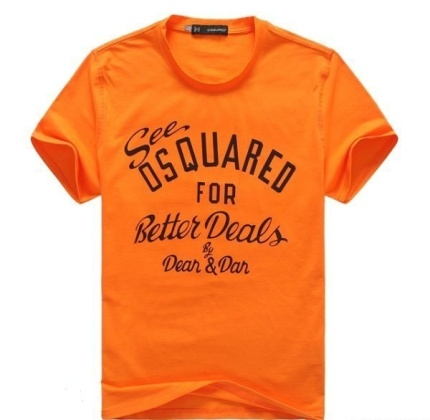 See
DSQUARED
FOR
Better Deals
By
Dean & Dan